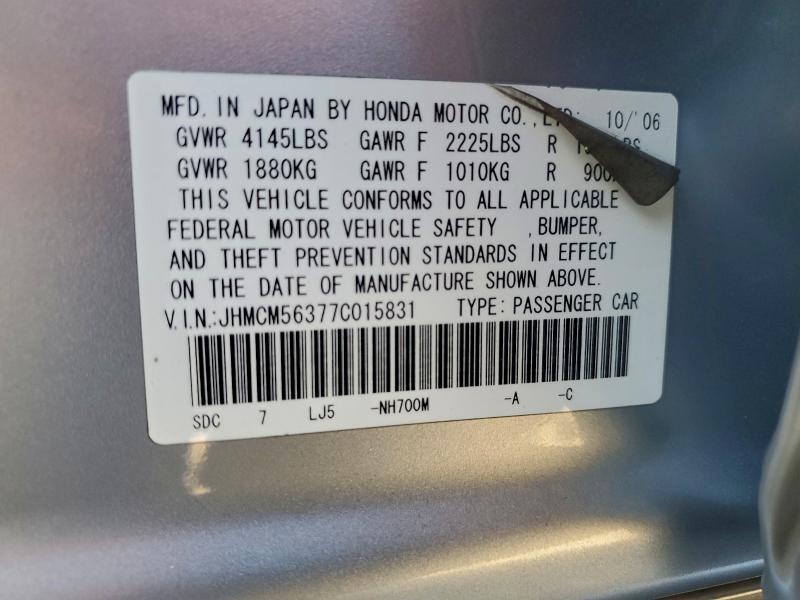 MFD. IN JAPAN BY HONDA MOTOR CO., 10/'06
GVWR 4145LBS GAWR F 2225LBS R
GVWR 1880KG GAWR F 1010KG R 900
THIS VEHICLE CONFORMS TO ALL APPLICABLE
FEDERAL MOTOR VEHICLE SAFETY , BUMPER,
AND THEFT PREVENTION STANDARDS IN EFFECT
ON THE DATE OF MANUFACTURE SHOWN ABOVE.
V.I.N.:JHMCM56377C015831 TYPE: PASSENGER CAR
SDC 7 LJ5 -NH700M -A -C